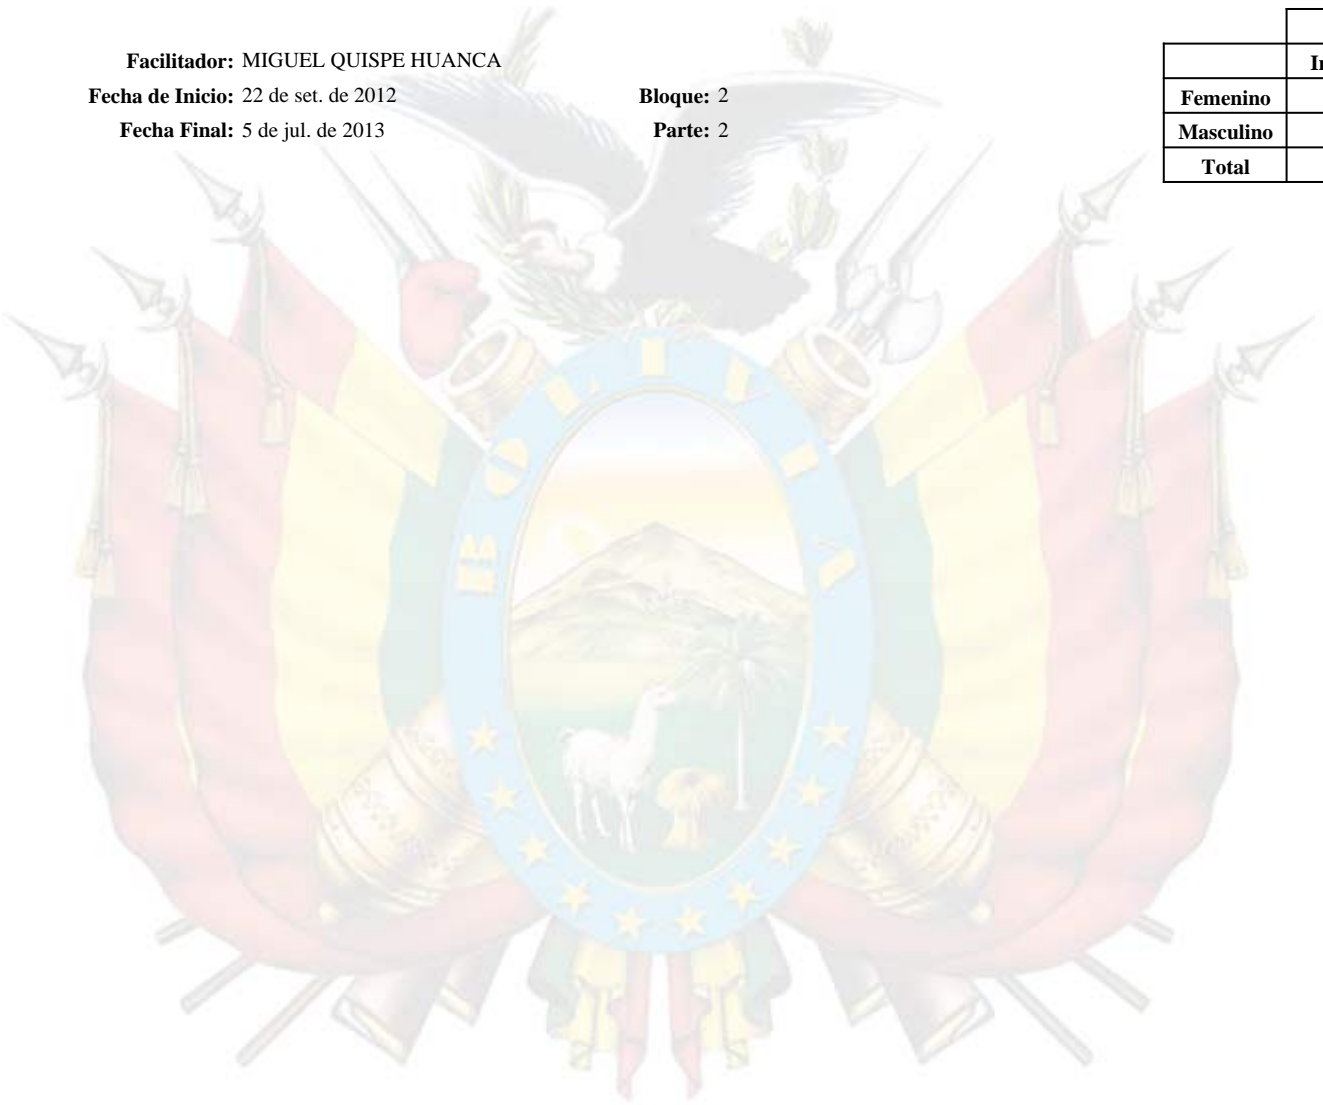 Facilitador: MIGUEL QUISPE HUANCA
Fecha de Inicio: 22 de set. de 2012 Bloque: 2
Fecha Final: 5 de jul. de 2013 Parte: 2
Femenino
Masculino
Total
BOLIVIA